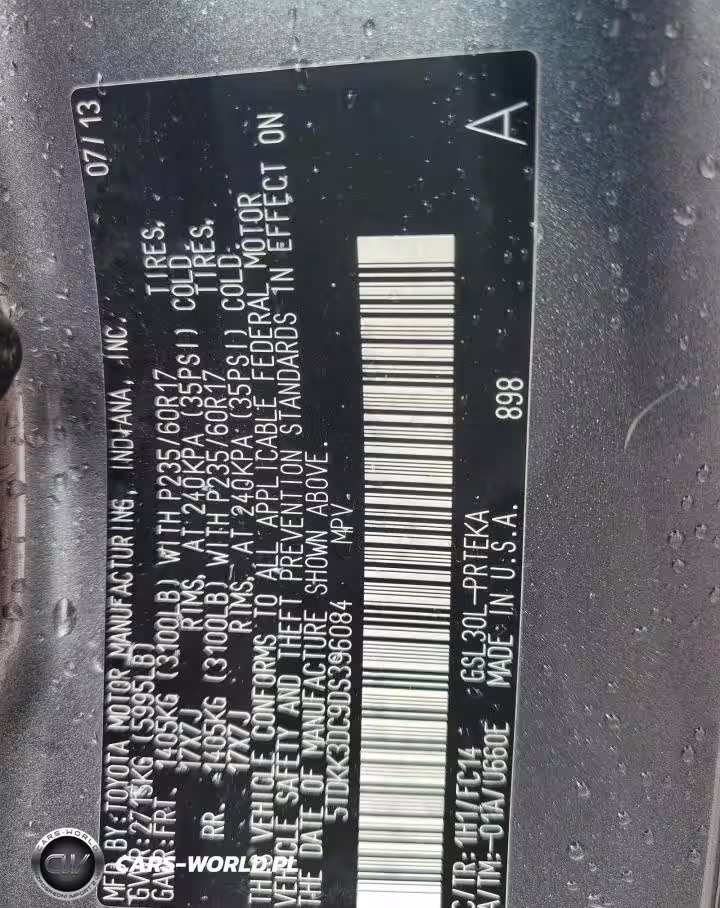 MFD BY:TOYOTA MOTOR MANUFACTURING, INDIANA, INC. 07/13
GVWR:2715KG (5995LB)
GAWR:FRT. 1405KG (3100LB) WITH P235/60R17 TIRES,
17X7J RIMS, AT 240KPA (35PSI) COLD
RR. 1405KG (3100LB) WITH P235/60R17 TIRES,
17X7J RIMS, AT 240KPA (35PSI) COLD.
THIS VEHICLE CONFORMS TO ALL APPLICABLE FEDERAL MOTOR
VEHICLE SAFETY AND THEFT PREVENTION STANDARDS IN EFFECT ON
THE DATE OF MANUFACTURE SHOWN ABOVE.
5TDKK3DC9DS396084 MPV
C/TR:1H1/FC14 GSL30L-PRTEKA
A/TM:-01A/U660E MADE IN U.S.A. 898
A
CARS-WORLD
CW
CARS-WORLD.PL